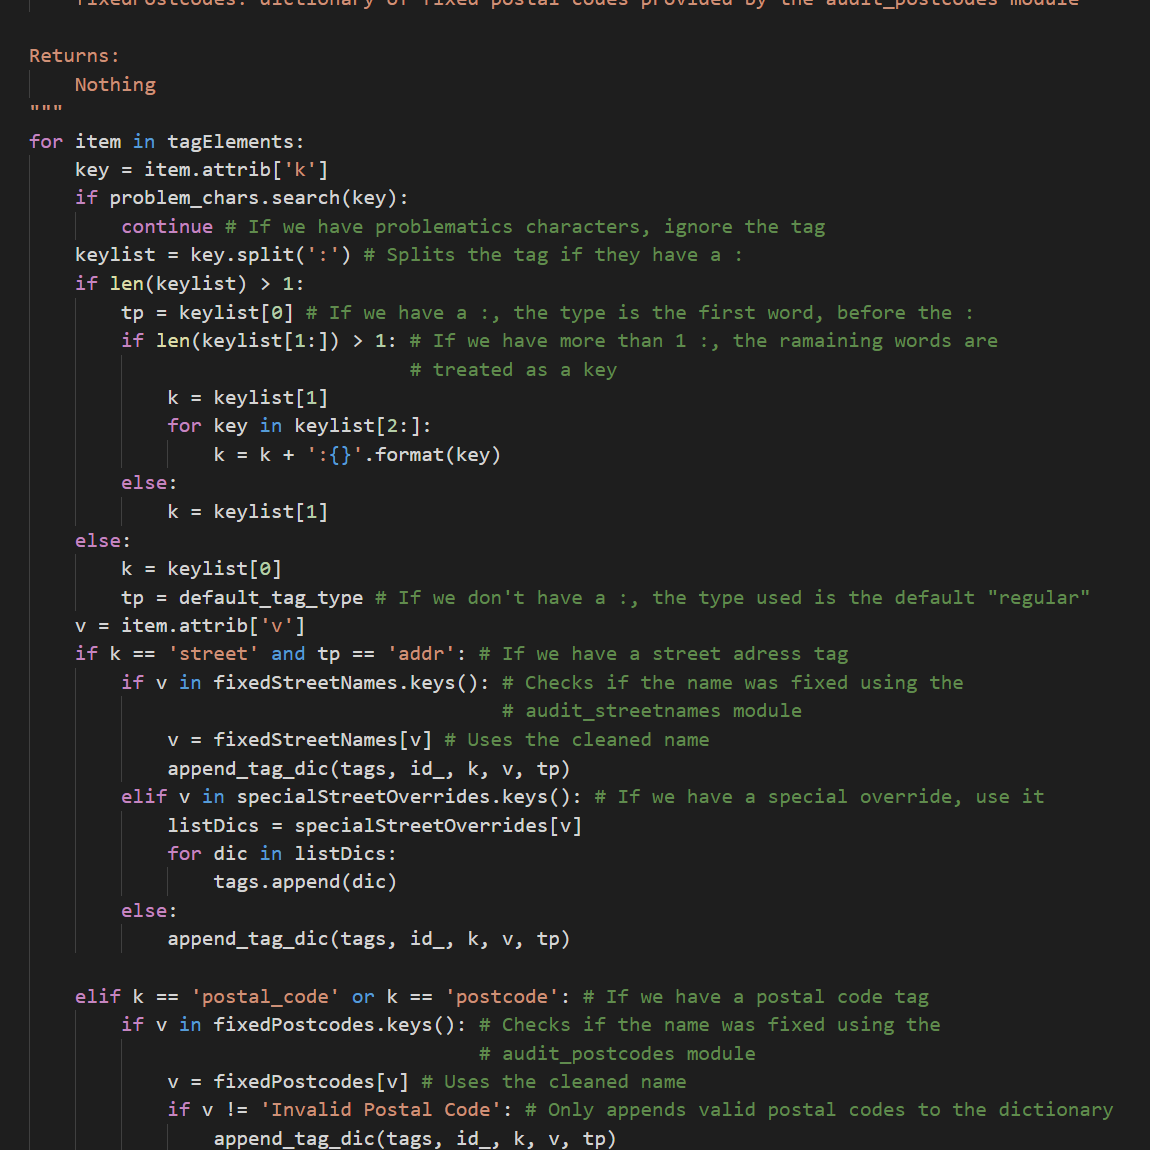 fixedPostcodes: dictionary of fixed postal codes provided by the audit_postcodes module
Returns:
Nothing
"""
for item in tagElements:
key = item.attrib['k']
if problem_chars.search(key):
continue # If we have problematics characters, ignore the tag
keylist = key.split(':') # Splits the tag if they have a :
if len(keylist) > 1:
tp = keylist[0] # If we have a :, the type is the first word, before the :
if len(keylist[1:]) > 1: # If we have more than 1 :, the ramaining words are
# treated as a key
k = keylist[1]
for key in keylist[2:]:
k = k + ':{}'.format(key)
else:
k = keylist[1]
else:
k = keylist[0]
tp = default_tag_type # If we don't have a :, the type used is the default "regular"
v = item.attrib['v']
if k == 'street' and tp == 'addr': # If we have a street adress tag
if v in fixedStreetNames.keys(): # Checks if the name was fixed using the
# audit_streetnames module
v = fixedStreetNames[v] # Uses the cleaned name
append_tag_dic(tags, id_, k, v, tp)
elif v in specialStreetOverrides.keys(): # If we have a special override, use it
listDics = specialStreetOverrides[v]
for dic in listDics:
tags.append(dic)
else:
append_tag_dic(tags, id_, k, v, tp)
elif k == 'postal_code' or k == 'postcode': # If we have a postal code tag
if v in fixedPostcodes.keys(): # Checks if the name was fixed using the
# audit_postcodes module
v = fixedPostcodes[v] # Uses the cleaned name
if v != 'Invalid Postal Code': # Only appends valid postal codes to the dictionary
append_tag_dic(tags, id_, k, v, tp)